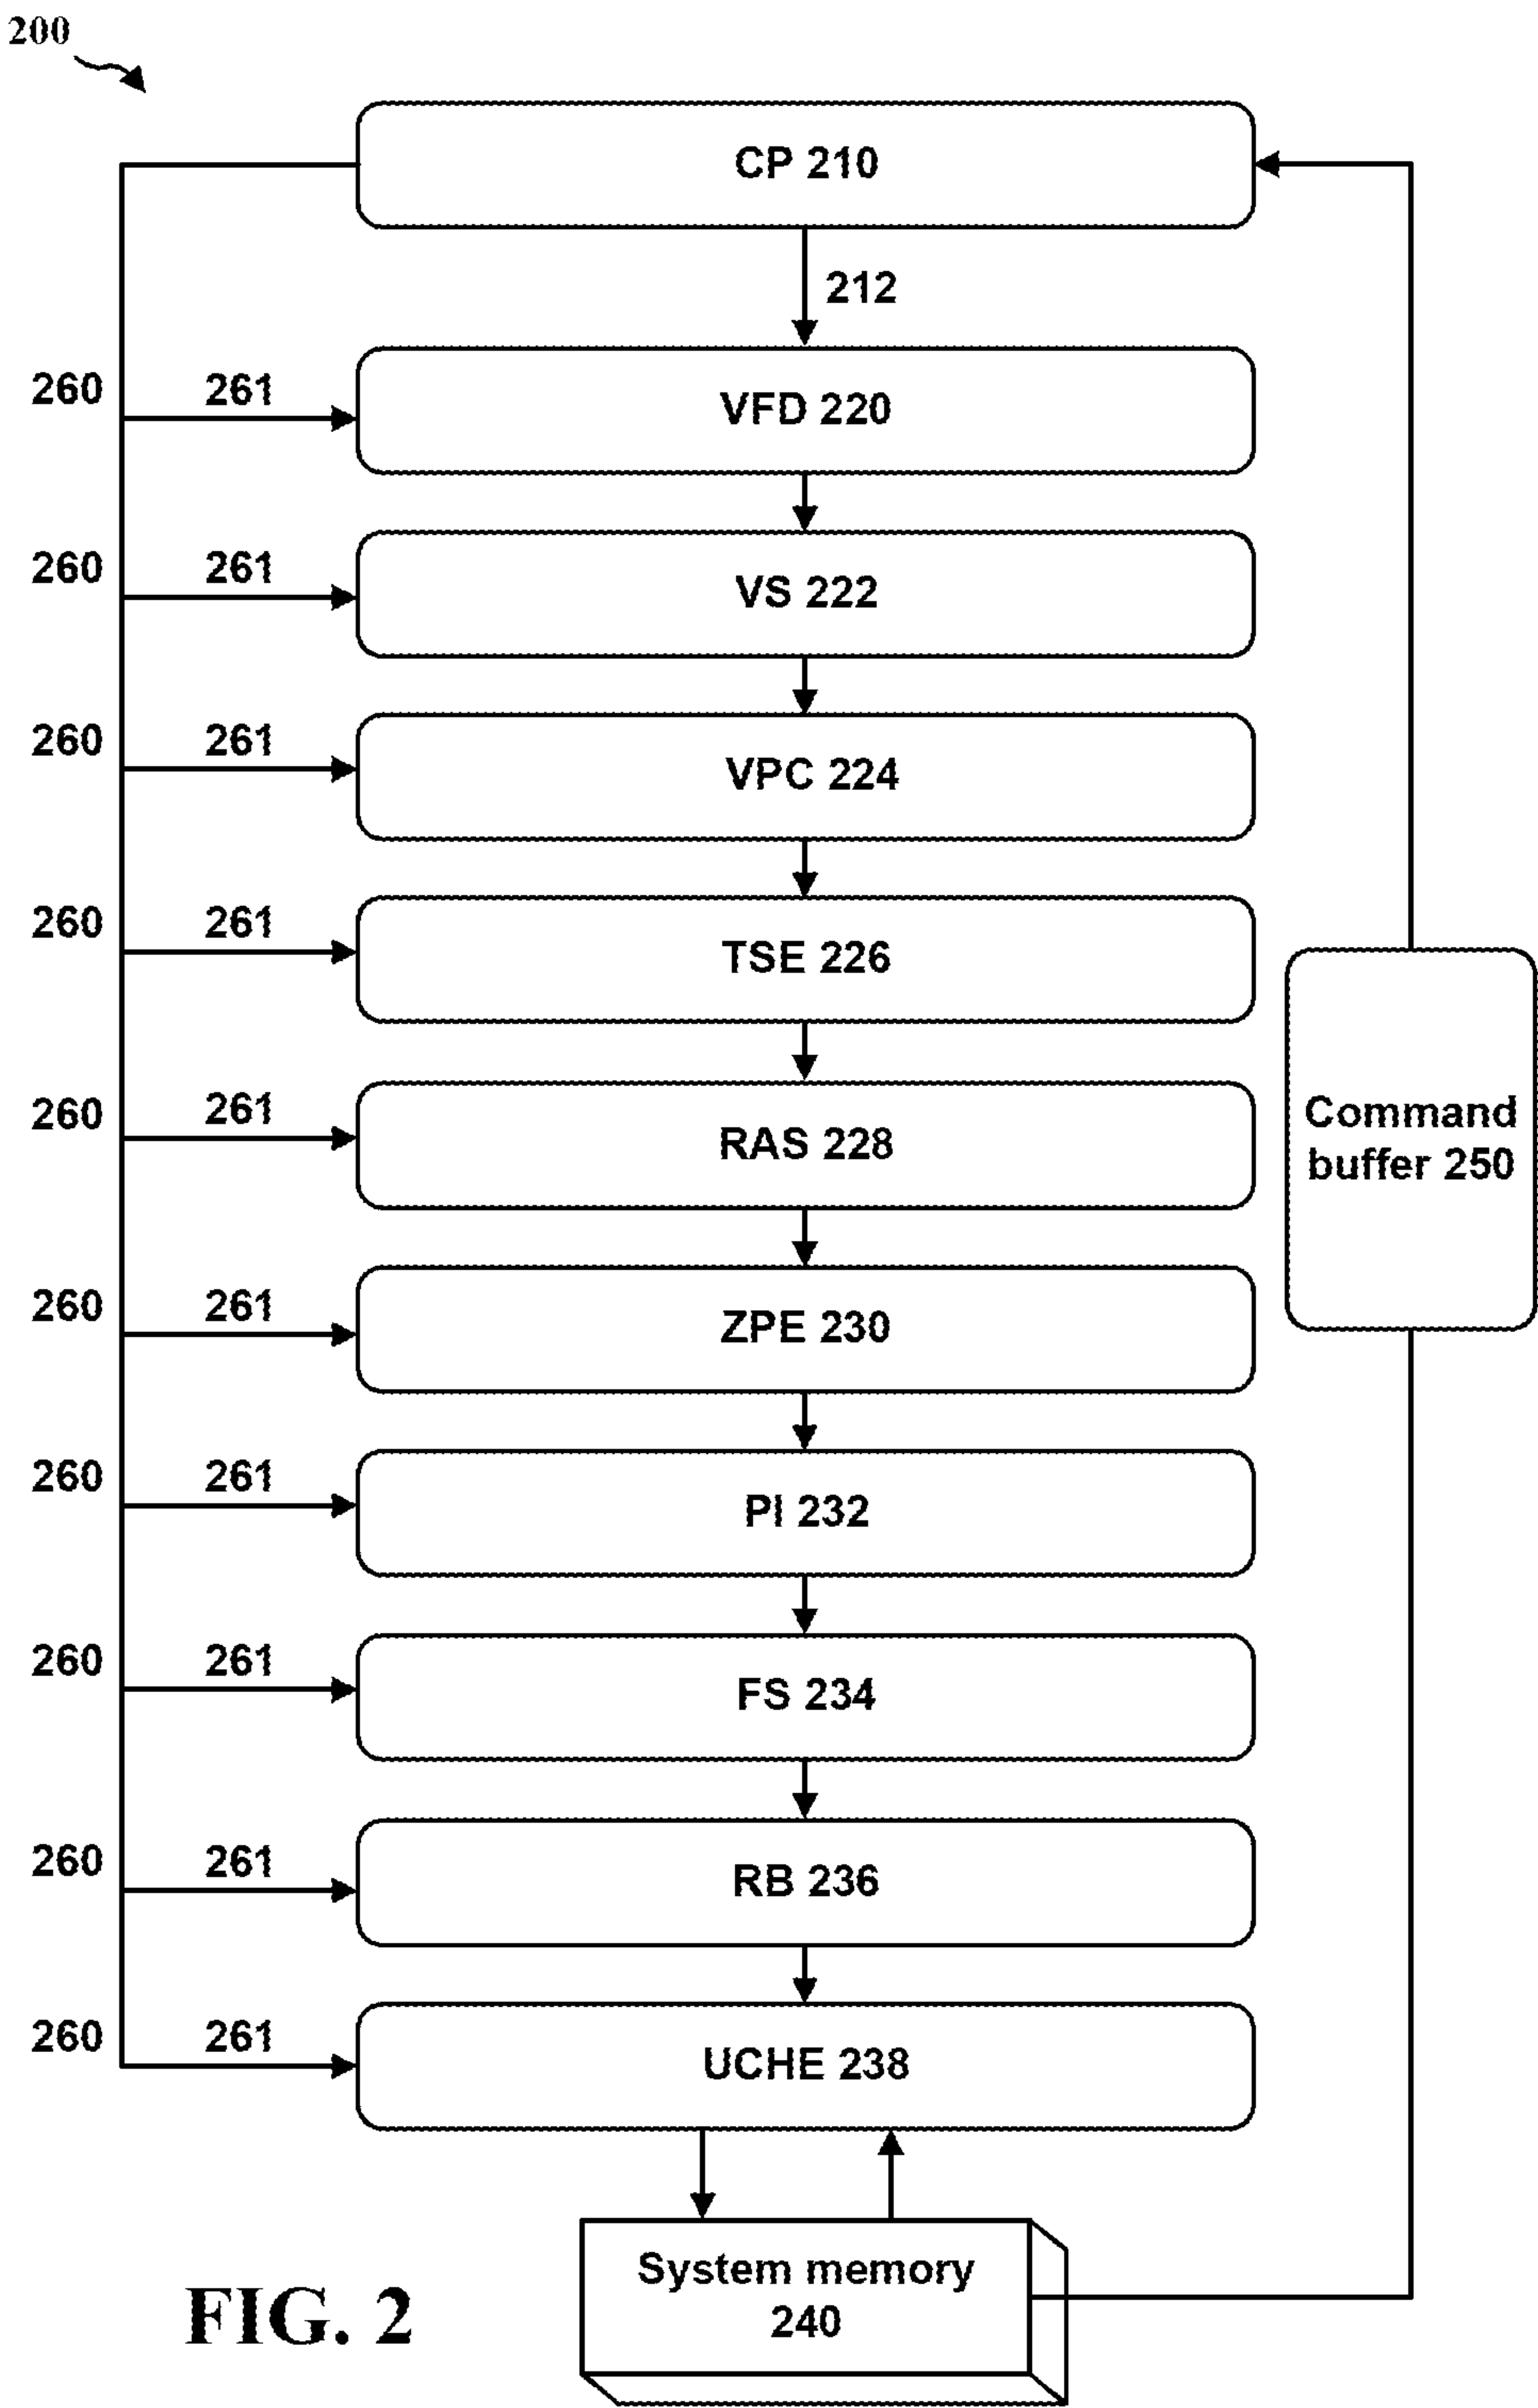 200
CP 210
212
260
261
VFD 220
260
261
VS 222
260
261
VPC 224
260
261
TSE 226
260
261
RAS 228
Command
buffer 250
260
261
ZPE 230
260
261
PI 232
260
261
FS 234
260
261
RB 236
260
261
UCHE 238
System memory
240
FIG. 2